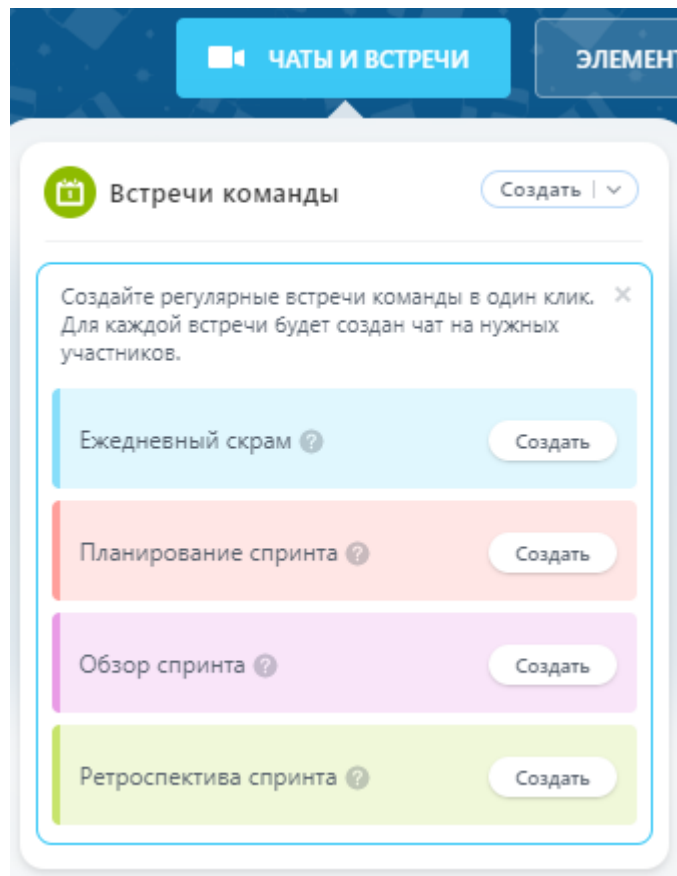 ЧАТЫ И ВСТРЕЧИ
ЭЛЕМЕНТ
Встречи команды
Создать
Создайте регулярные встречи команды в один клик.
Для каждой встречи будет создан чат на нужных
участников.
Ежедневный скрам
Создать
Планирование спринта
Создать
Обзор спринта
Создать
Ретроспектива спринта
Создать